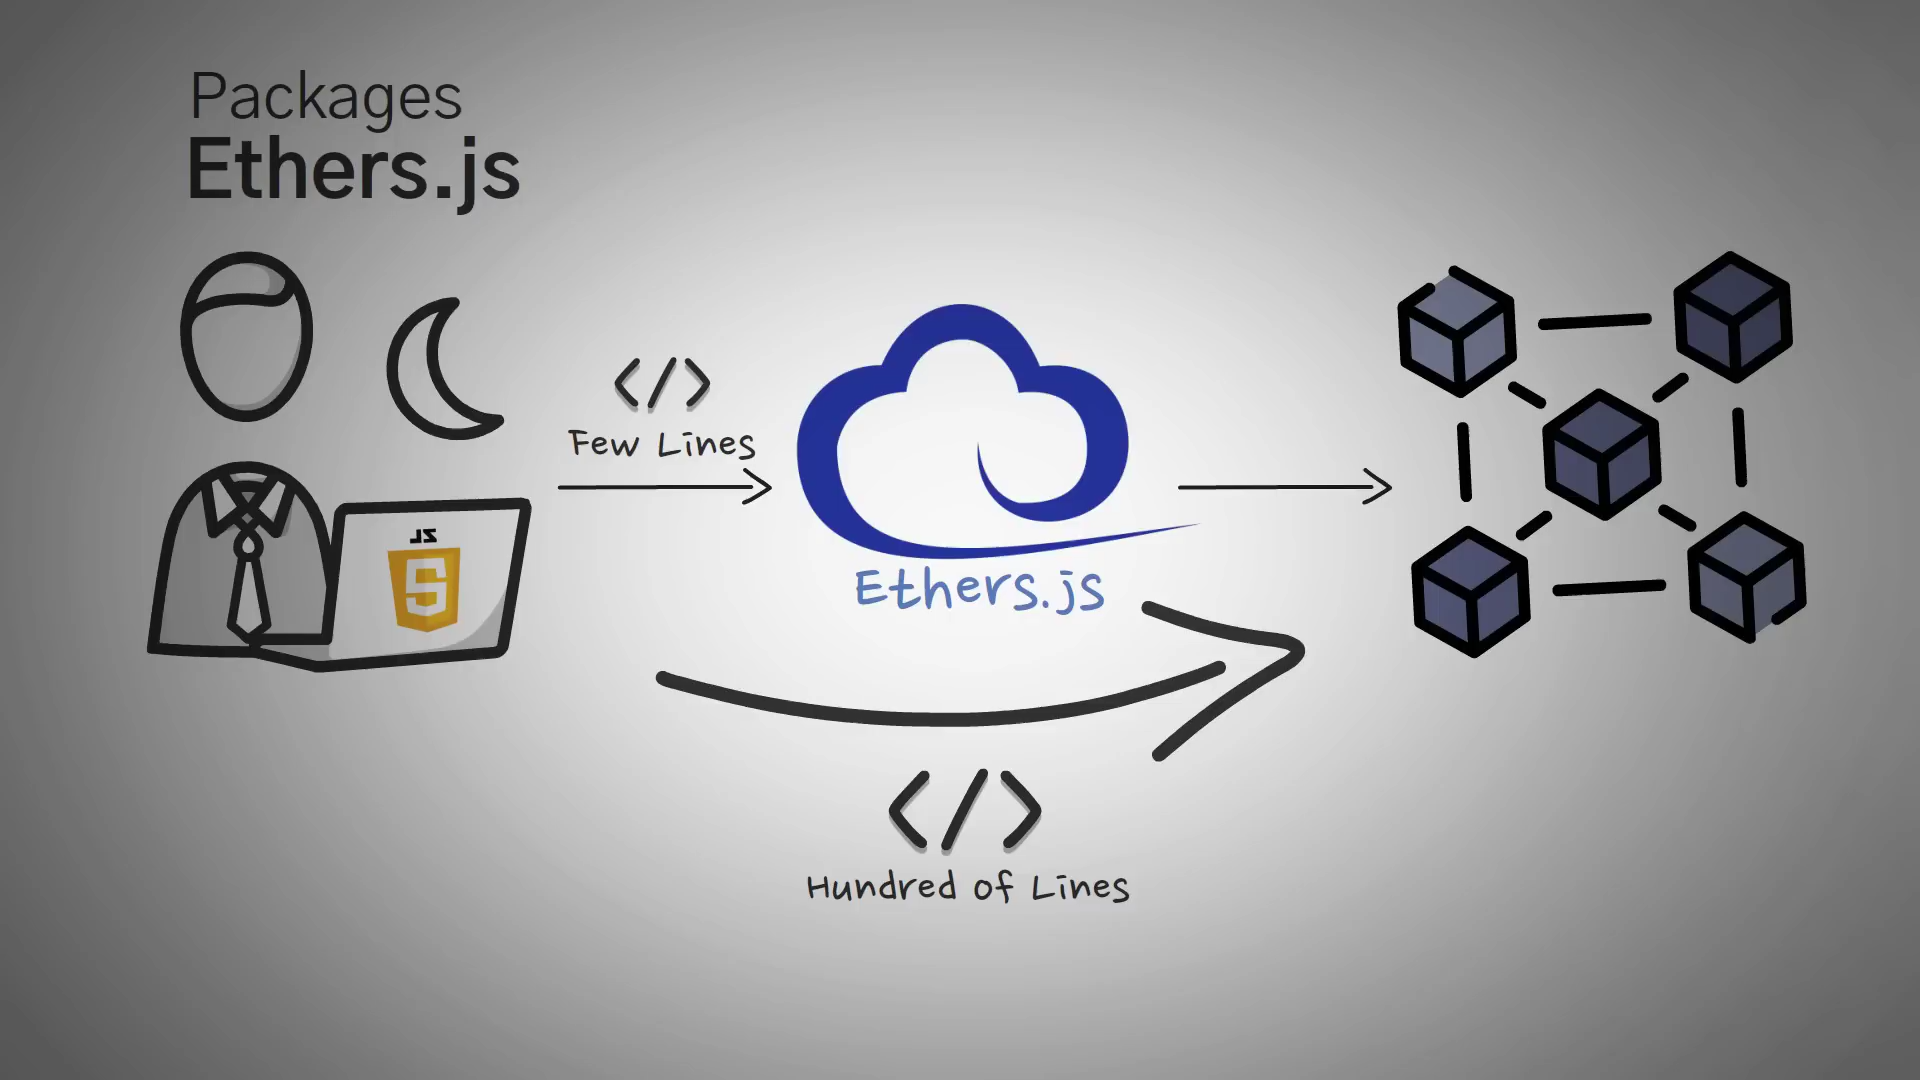 Packages
Ethers.js
</>
Few Lines
JS
5
Ethers.js
</>
Hundred of Lines